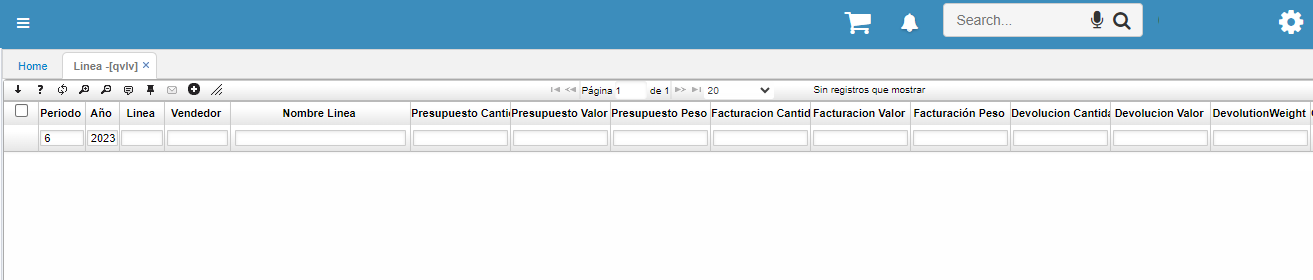 Search...
Home Linea -[qvlv] ×
? Página 1 de 1 20 Sin registros que mostrar
Periodo Año Linea Vendedor Nombre Linea Presupuesto Canti Presupuesto Valor Presupuesto Peso Facturacion Cantid Facturacion Valor Facturación Peso Devolucion Cantida Devolucion Valor DevolutionWeight
6 2023